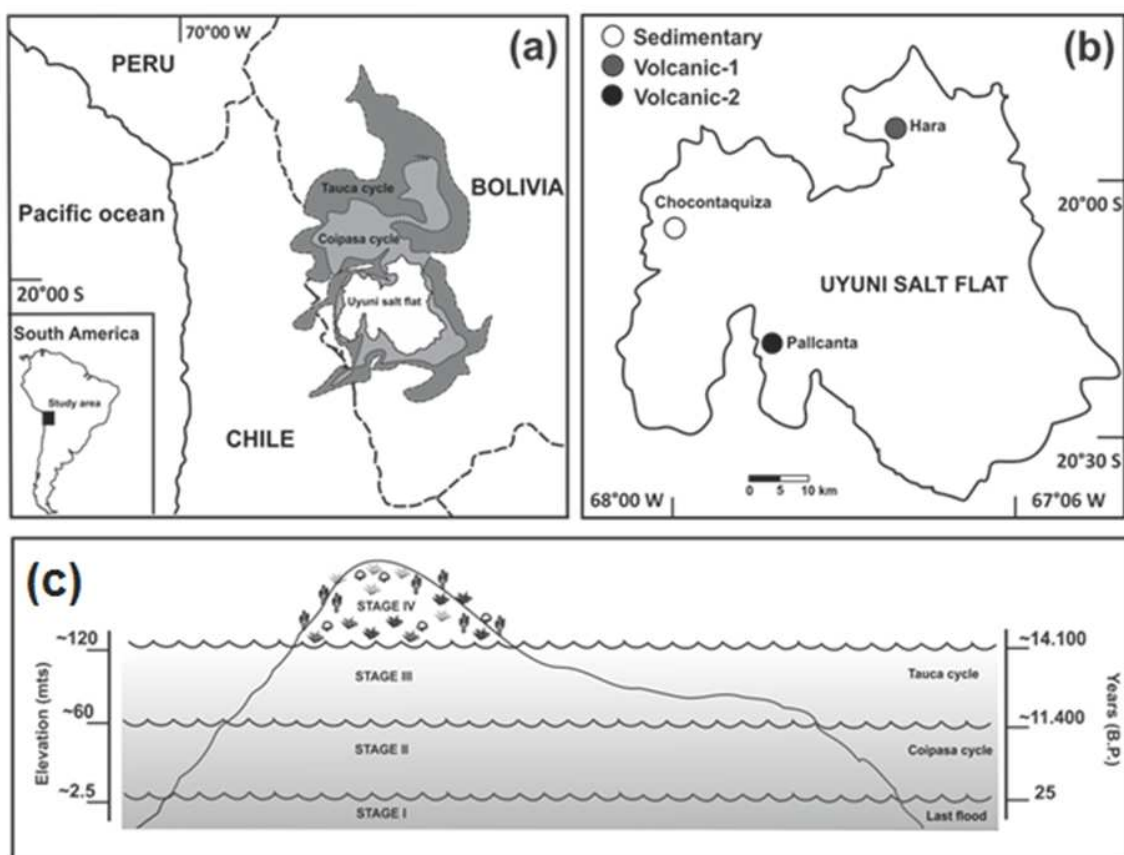 (a)
70°00 W
PERU
BOLIVIA
Tauca cycle
Pacific ocean
Coipasa cycle
20°00 S
Uyuni salt flat
South America
Study area
CHILE
(b)
Sedimentary
Volcanic-1
Volcanic-2
Hara
20°00 S
Chocontaquiza
UYUNI SALT FLAT
Pallcanta
20°30 S
0 5 10 km
68°00 W
67°06 W
(c)
Elevation (mts)
~120
~60
~2.5
STAGE IV
STAGE III
STAGE II
STAGE I
Tauca cycle
Coipasa cycle
Last flood
~14.100
~11.400
25
Years (B.P.)